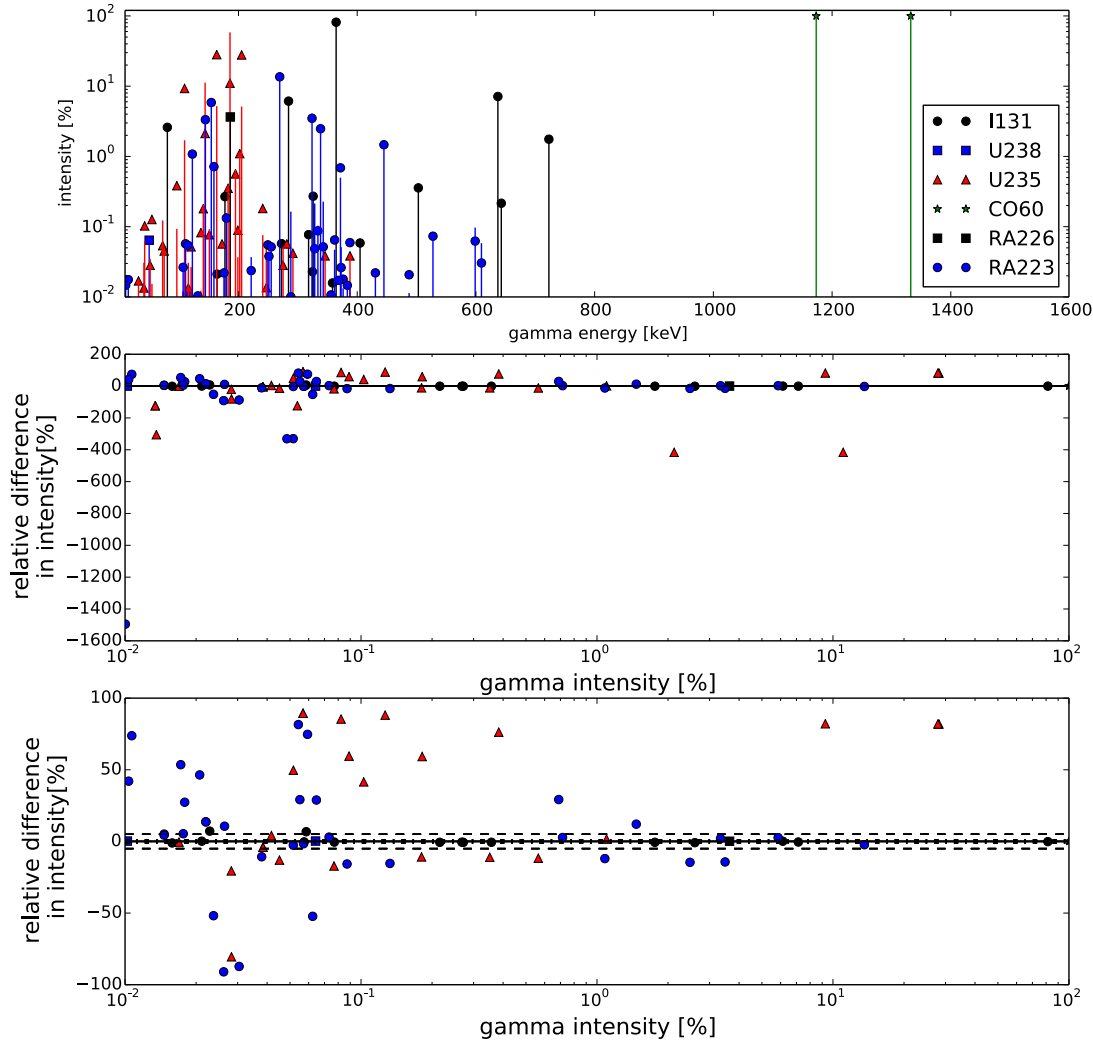 10²
10¹
10⁰
10⁻¹
10⁻²
intensity [%]
I131
U238
U235
CO60
RA226
RA223
200 400 600 800 1000 1200 1400 1600
gamma energy [keV]
200
0
−200
−400
−600
−800
−1000
−1200
−1400
−1600
relative difference
in intensity[%]
10⁻² 10⁻¹ 10⁰ 10¹ 10²
gamma intensity [%]
100
50
0
−50
−100
relative difference
in intensity[%]
10⁻² 10⁻¹ 10⁰ 10¹ 10²
gamma intensity [%]